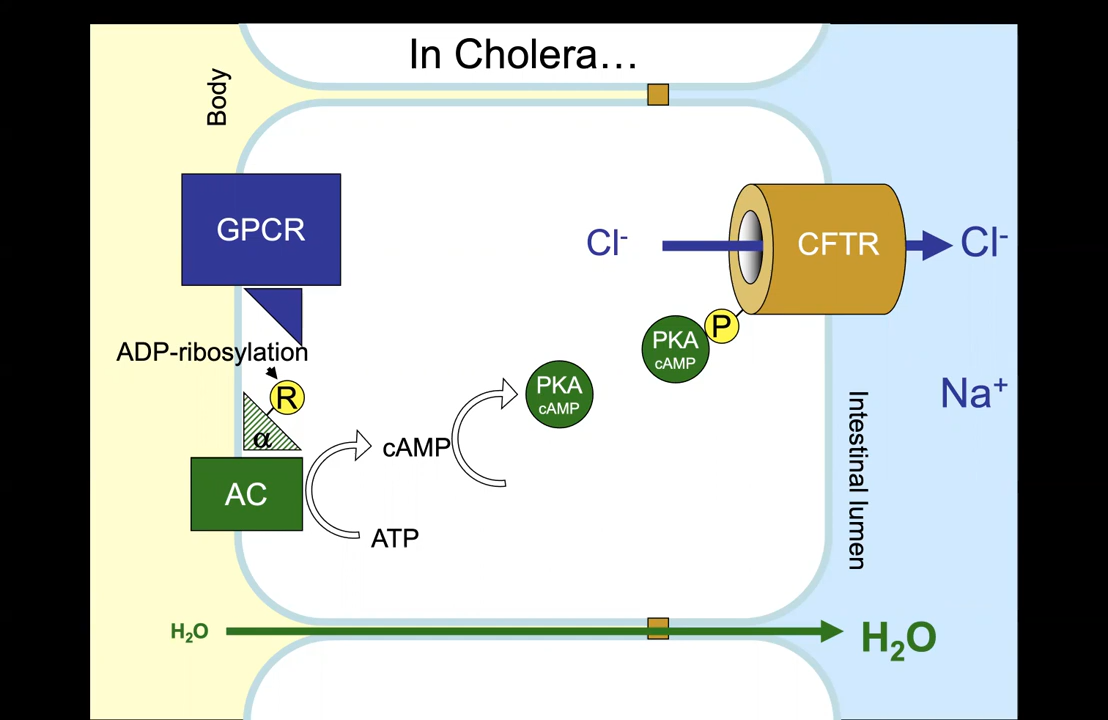 In Cholera…
Body
GPCR
Cl⁻
CFTR
Cl⁻
P
PKA
cAMP
ADP-ribosylation
R
α
PKA
cAMP
Na⁺
cAMP
AC
ATP
Intestinal lumen
H₂O
H₂O